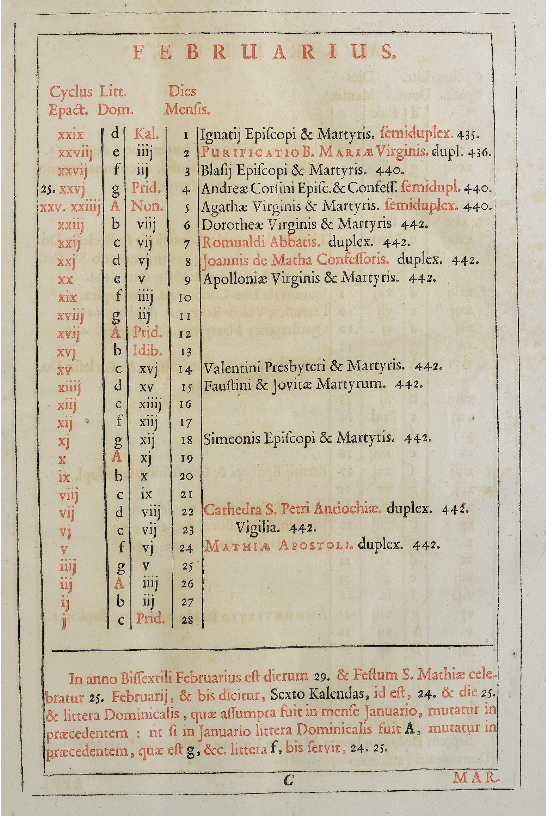 FEBRUARIUS.
Cyclus Litt. Dies
Epact. Dom. Menſis.
xxix d Kal. 1 Ignatij Epiſcopi & Martyris. ſemiduplex. 435.
xxviij e iiij 2 PURIFICATIO B. MARIÆ Virginis. dupl. 436.
xxvij f iij 3 Blaſij Epiſcopi & Martyris. 440.
25. xxvj g Prid. 4 Andreæ Corſini Epiſc. & Confeſſ. ſemidupl. 440.
xxv. xxiiij A Non. 5 Agathæ Virginis & Martyris. ſemiduplex. 440.
xxiij b viij 6 Dorotheæ Virginis & Martyris 442.
xxij c vij 7 Romualdi Abbatis. duplex. 442.
xxj d vj 8 Joannis de Matha Confeſſoris. duplex. 442.
xx e v 9 Apolloniæ Virginis & Martyris. 442.
xix f iiij 10
xviij g iij 11
xvij A Prid. 12
xvj b Idib. 13
xv c xvj 14 Valentini Presbyteri & Martyris. 442.
xiiij d xv 15 Fauſtini & Jovitæ Martyrum. 442.
xiij e xiiij 16
xij f xiij 17
xj g xij 18 Simeonis Epiſcopi & Martyris. 442.
x A xj 19
ix b x 20
viij c ix 21
vij d viij 22 Cathedra S. Petri Antiochiæ. duplex. 442.
vj e vij 23 Vigilia. 442.
v f vj 24 MATHIÆ APOSTOLI. duplex. 442.
iiij g v 25
iij A iiij 26
ij b iij 27
j c Prid. 28
In anno Biſſextili Februarius eſt dierum 29. & Feſtum S. Mathiæ cele-
bratur 25. Februarij, & bis dicitur, Sexto Kalendas, id eſt, 24. & die 25.
& littera Dominicalis, quæ aſſumpta fuit in menſe Januario, mutatur in
præcedentem : ut ſi in Januario littera Dominicalis fuit A, mutatur in
præcedentem, quæ eſt g, &c. littera f, bis ſervit, 24. 25.
C MAR-